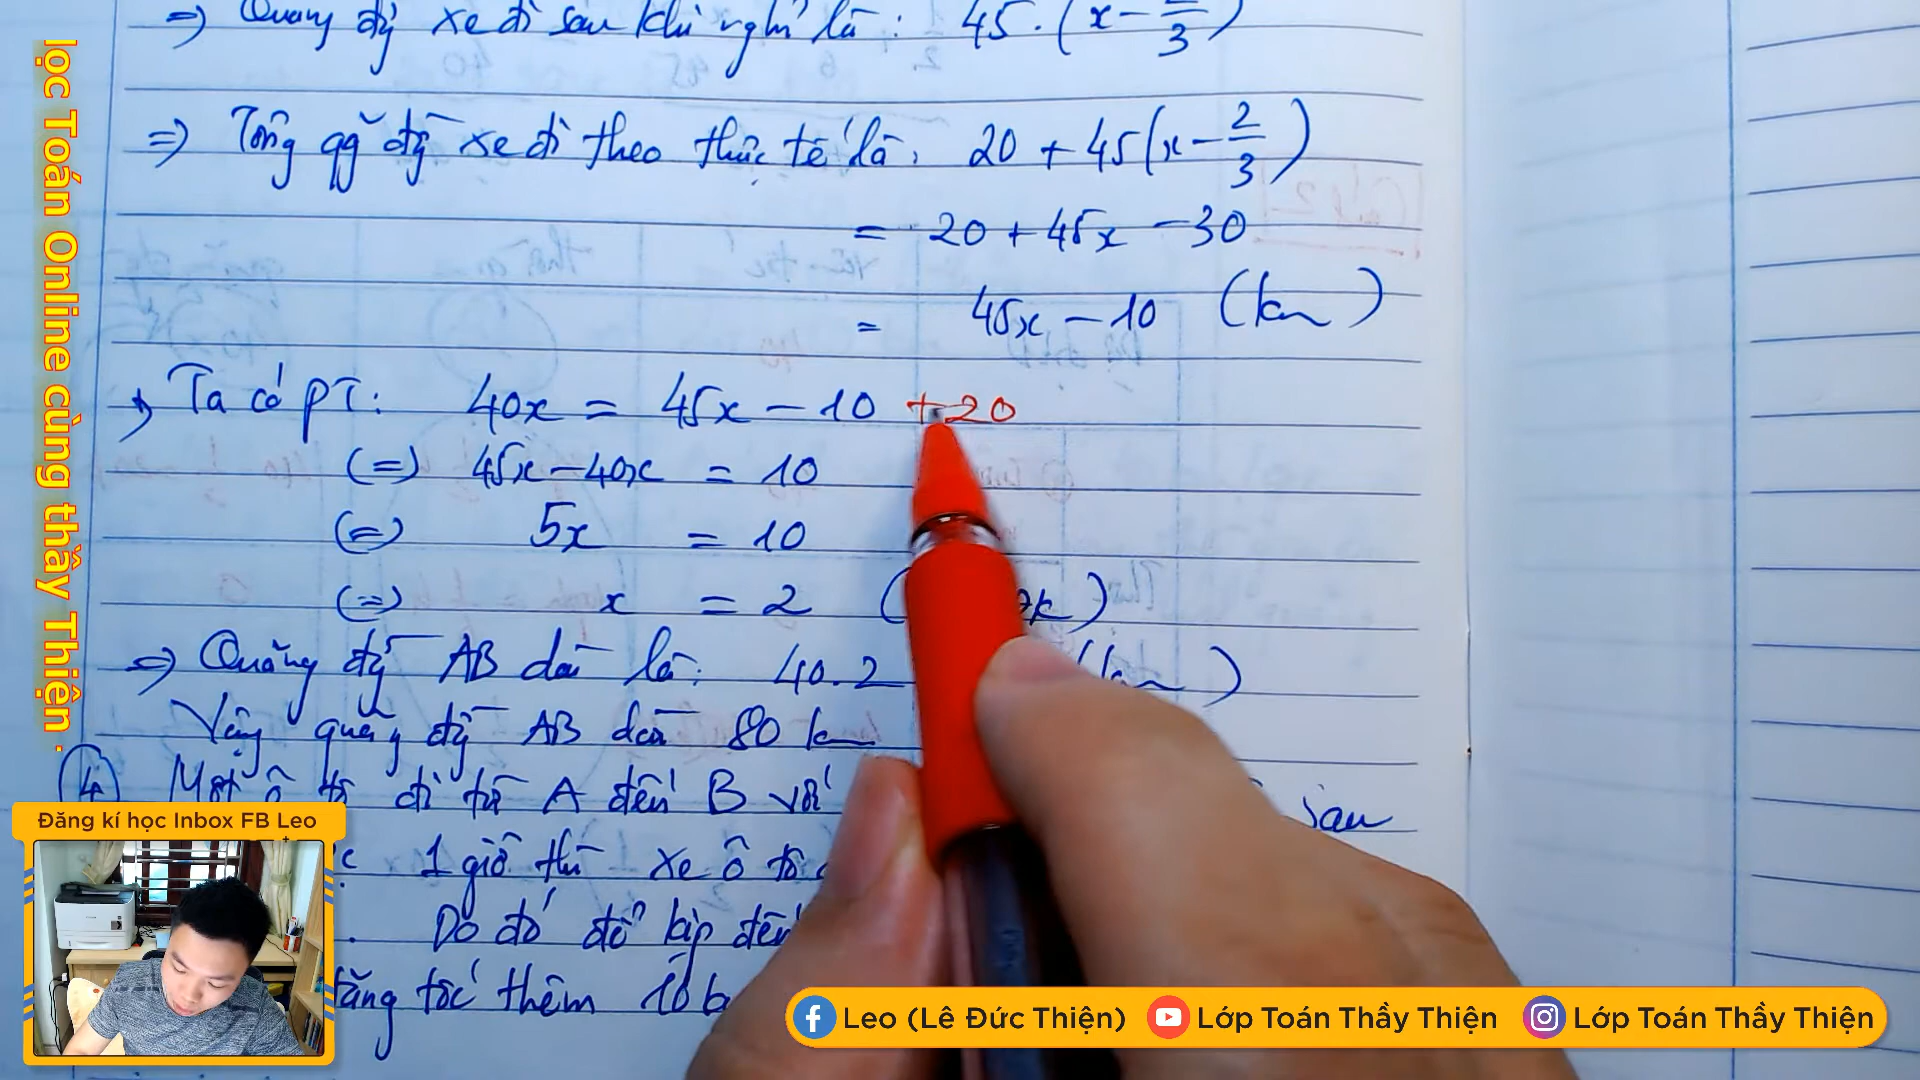 => Quãng đg xe đi sau khi nghỉ là: 45.(x-2/3)
=> Tổng qg đg xe đi theo thực tế là, 20 + 45(x-2/3)
= 20 + 45x - 30
= 45x - 10 (km)
Ta có PT: 40x = 45x - 10 + 20
(=) 45x - 40x = 10
(=) 5x = 10
(=) x = 2
=> Quãng đg AB dài là: 40.2 (km)
Vậy quãng đg AB dài 80 km
4 Một ô tô đi từ A đến B với sau
1 giờ thì xe ô tô
Do đó để kịp đến
tăng tốc thêm 10
lọc Toán Online cùng thầy Thiện.
Đăng kí học Inbox FB Leo
Leo (Lê Đức Thiện) Lớp Toán Thầy Thiện Lớp Toán Thầy Thiện